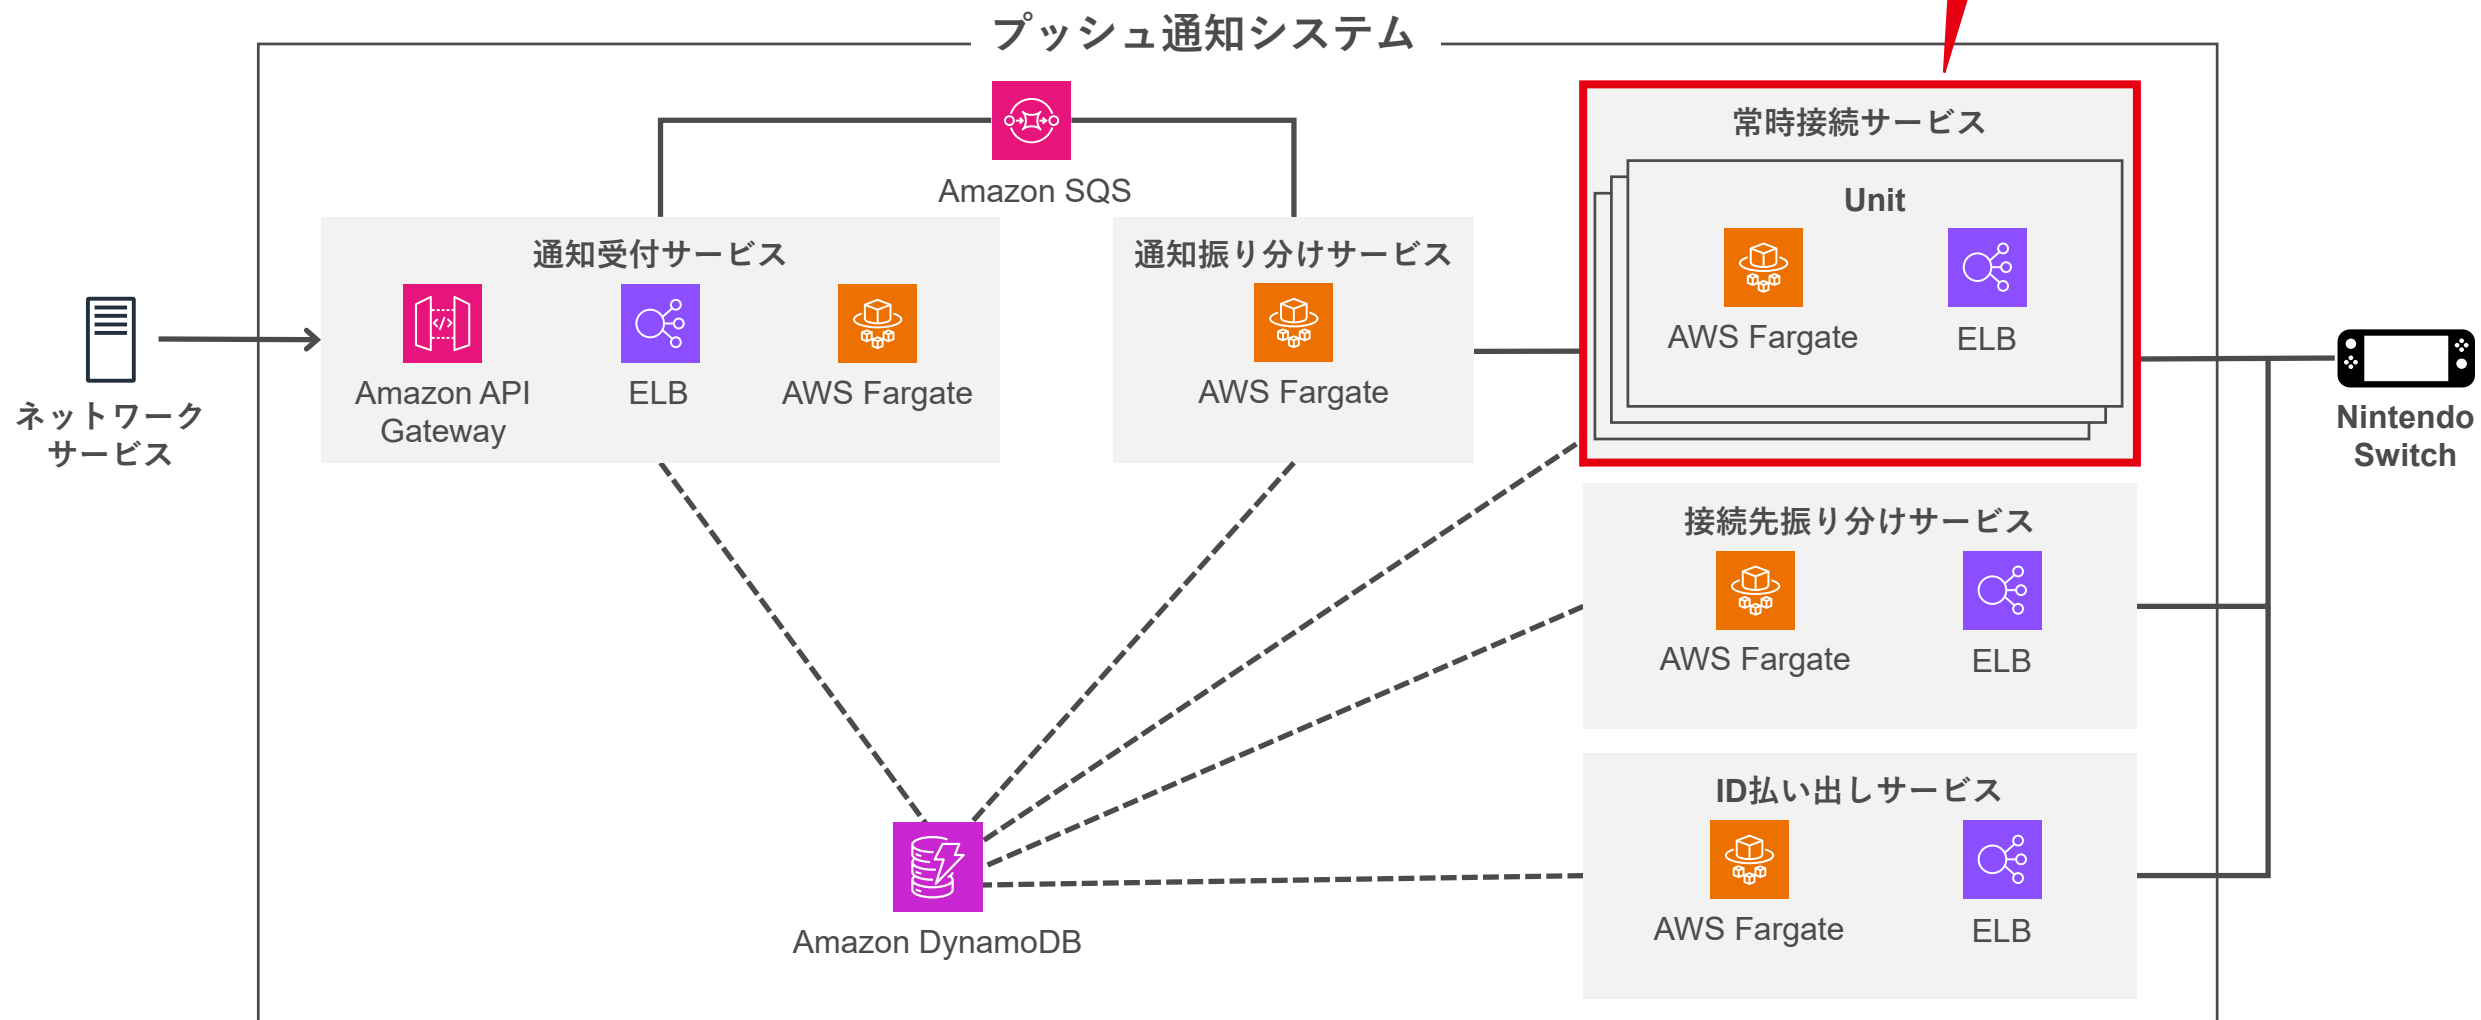 プッシュ通知システム
Amazon SQS
常時接続サービス
Unit
AWS Fargate
ELB
通知受付サービス
Amazon API
Gateway
ELB
AWS Fargate
通知振り分けサービス
AWS Fargate
ネットワーク
サービス
Nintendo
Switch
接続先振り分けサービス
AWS Fargate
ELB
ID払い出しサービス
AWS Fargate
ELB
Amazon DynamoDB